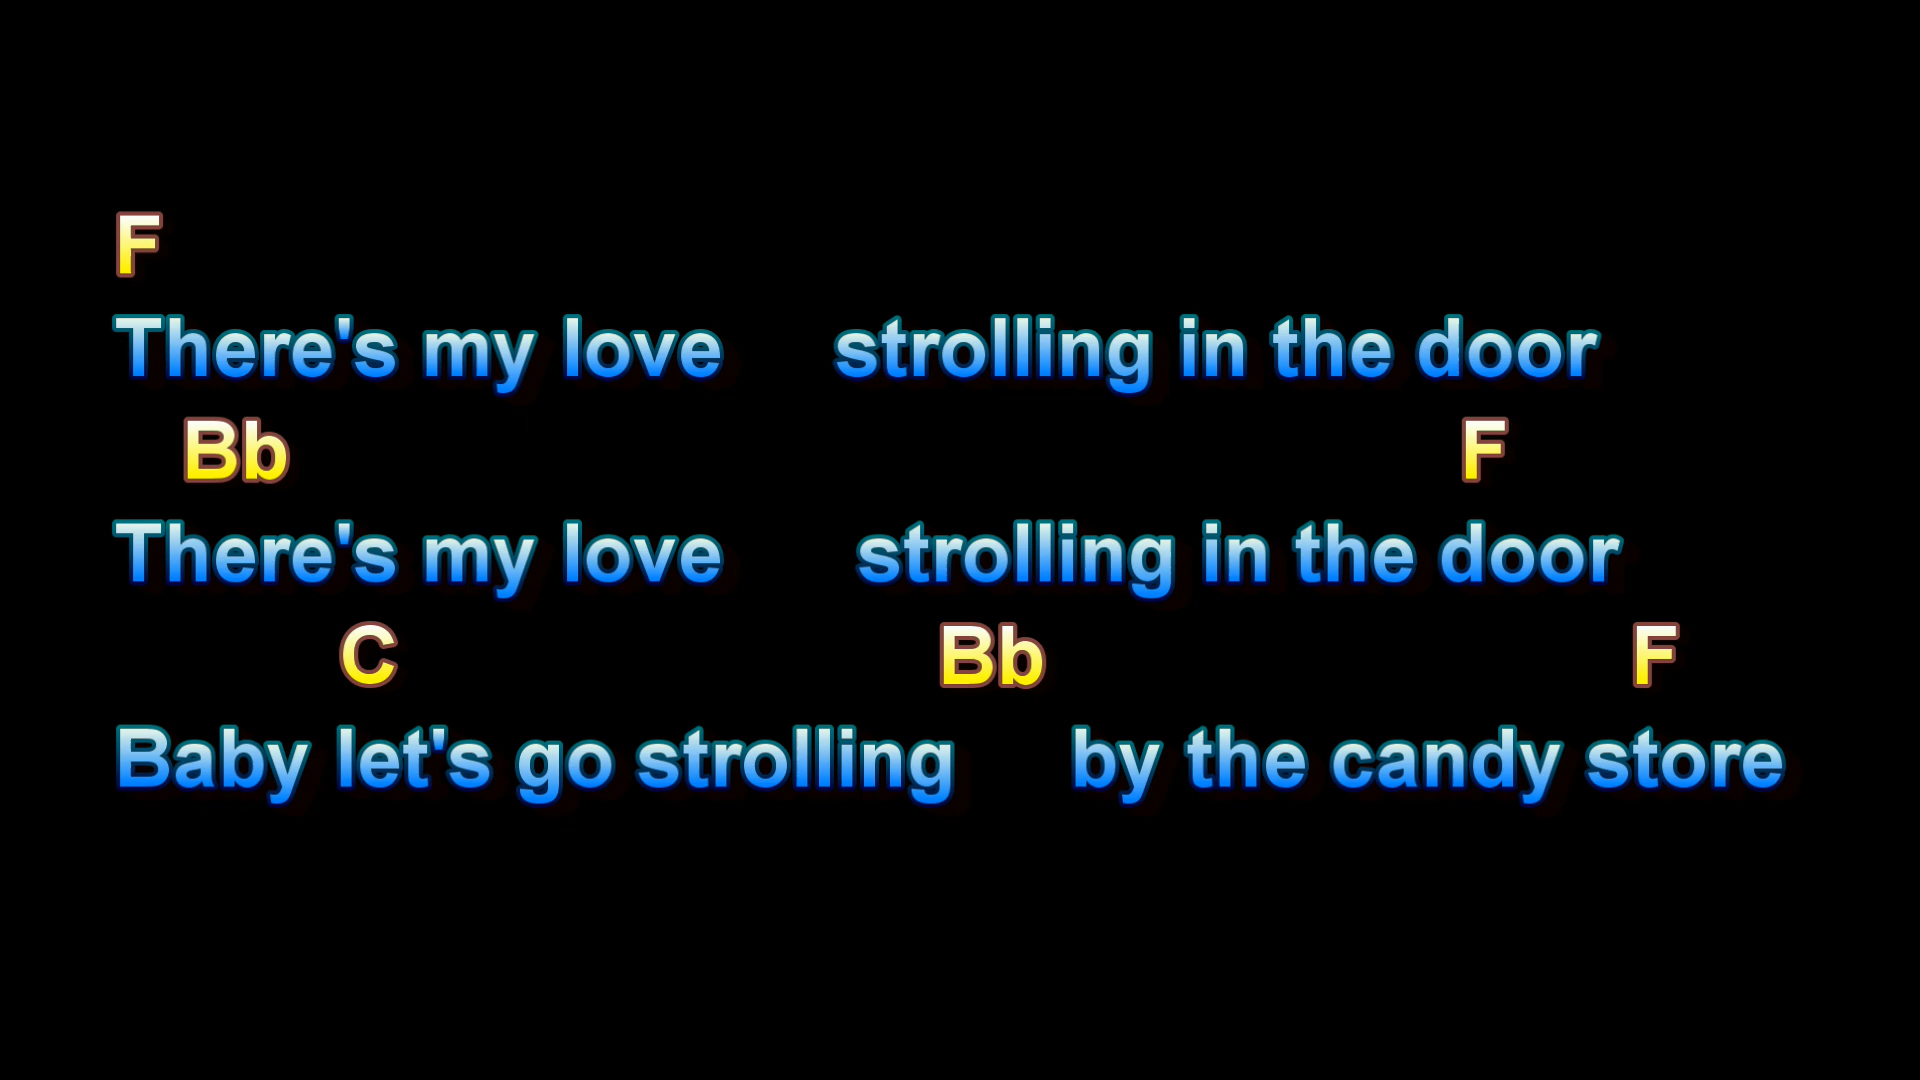 F
There's my love strolling in the door
Bb F
There's my love strolling in the door
C Bb F
Baby let's go strolling by the candy store